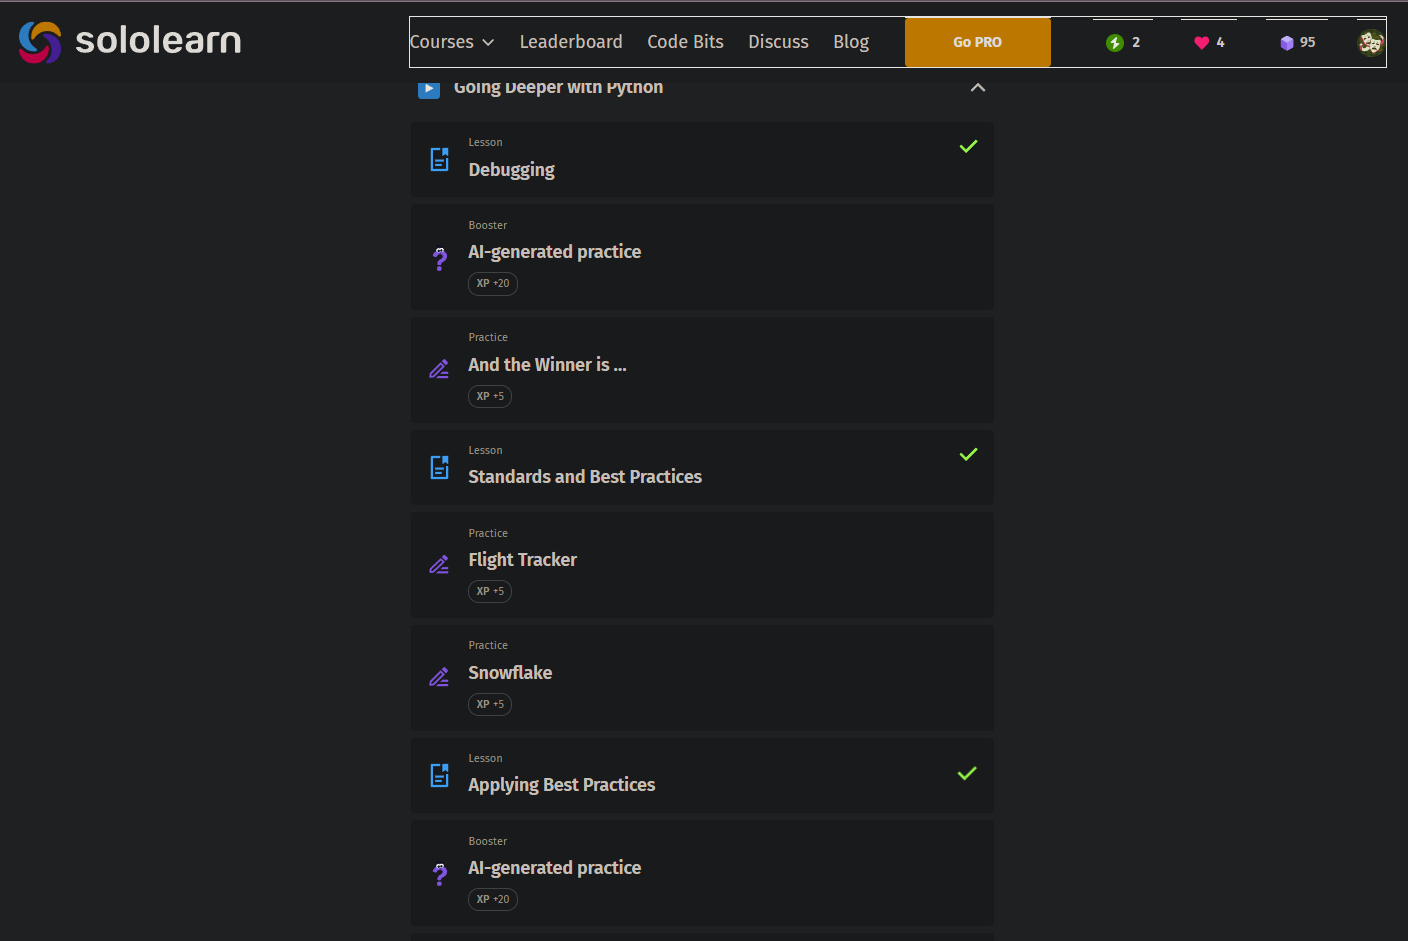 sololearn
Courses Leaderboard Code Bits Discuss Blog Go PRO 2 4 95
Going Deeper with Python
Lesson
Debugging
Booster
AI-generated practice
XP +20
Practice
And the Winner is ...
XP +5
Lesson
Standards and Best Practices
Practice
Flight Tracker
XP +5
Practice
Snowflake
XP +5
Lesson
Applying Best Practices
Booster
AI-generated practice
XP +20